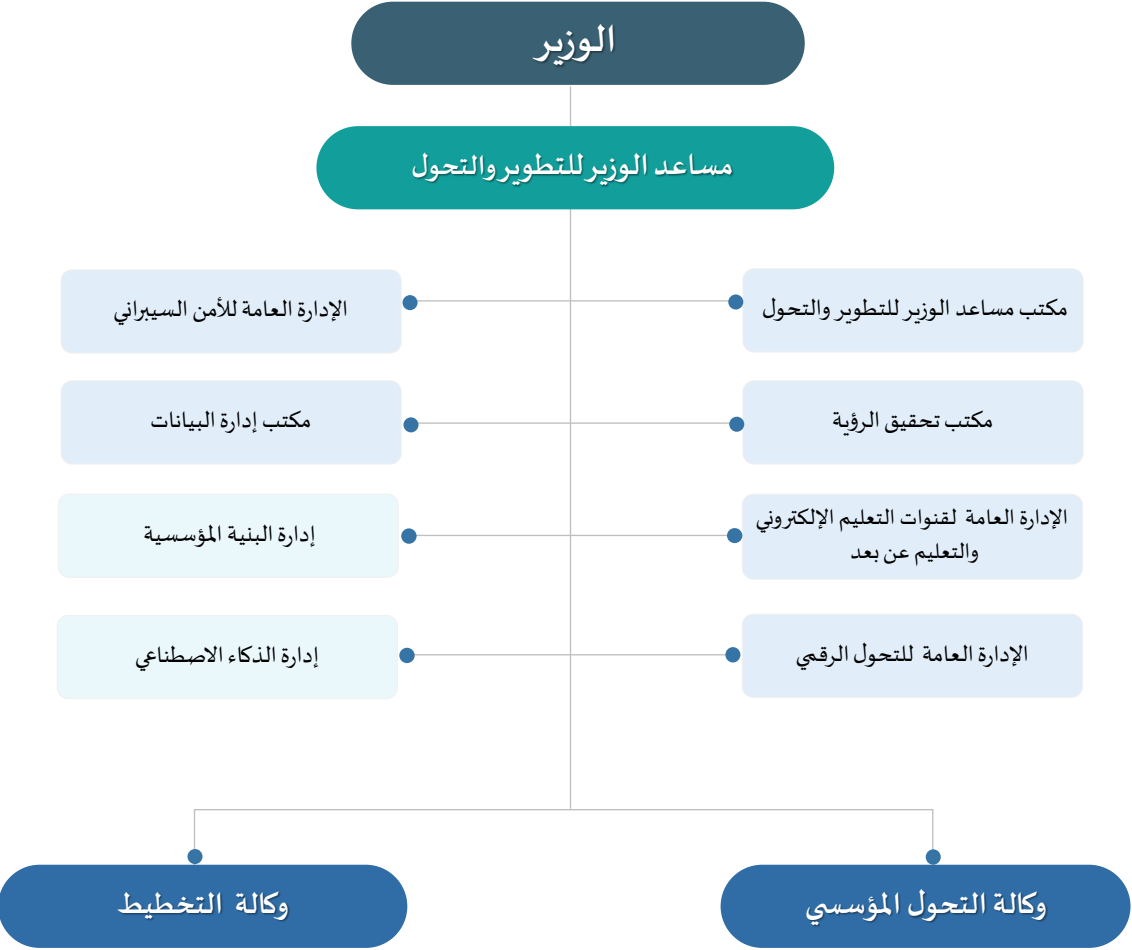 الوزير
مساعد الوزير للتطوير والتحول
مكتب مساعد الوزير للتطوير والتحول
الإدارة العامة للأمن السيبراني
مكتب تحقيق الرؤية
مكتب إدارة البيانات
الإدارة العامة لقنوات التعليم الإلكتروني
والتعليم عن بعد
إدارة البنية المؤسسية
الإدارة العامة للتحول الرقمي
إدارة الذكاء الاصطناعي
وكالة التحول المؤسسي
وكالة التخطيط